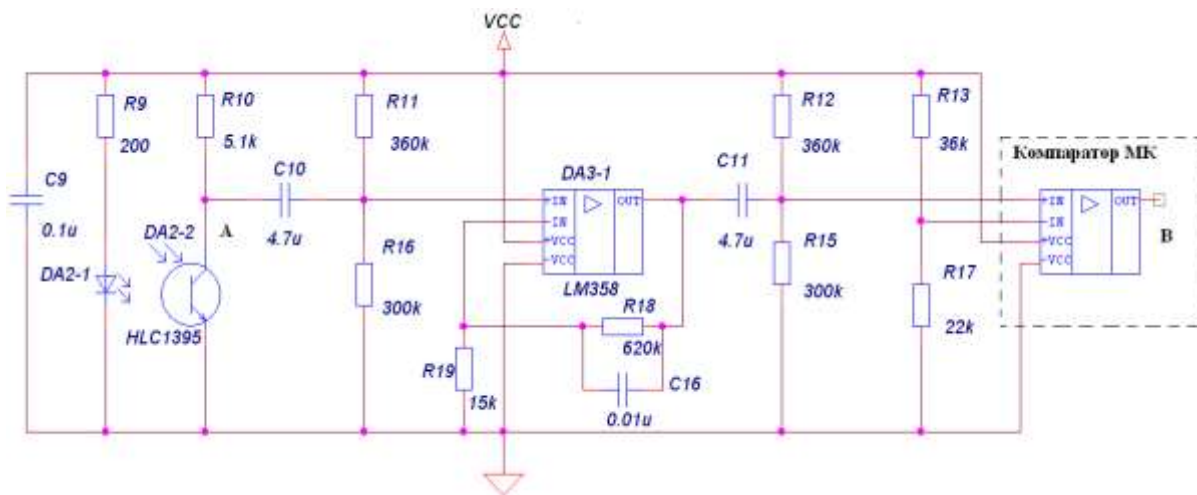 VCC
R9
200
R10
5.1k
R11
360k
R12
360k
R13
36k
Компаратор МК
C9
0.1u
C10
4.7u
A
DA2-2
DA2-1
HLC1395
R16
300k
DA3-1
+IN
-IN
+VCC
-VCC
OUT
LM358
C11
4.7u
R15
300k
R17
22k
+IN
-IN
+VCC
-VCC
OUT
B
R18
620k
R19
15k
C16
0.01u